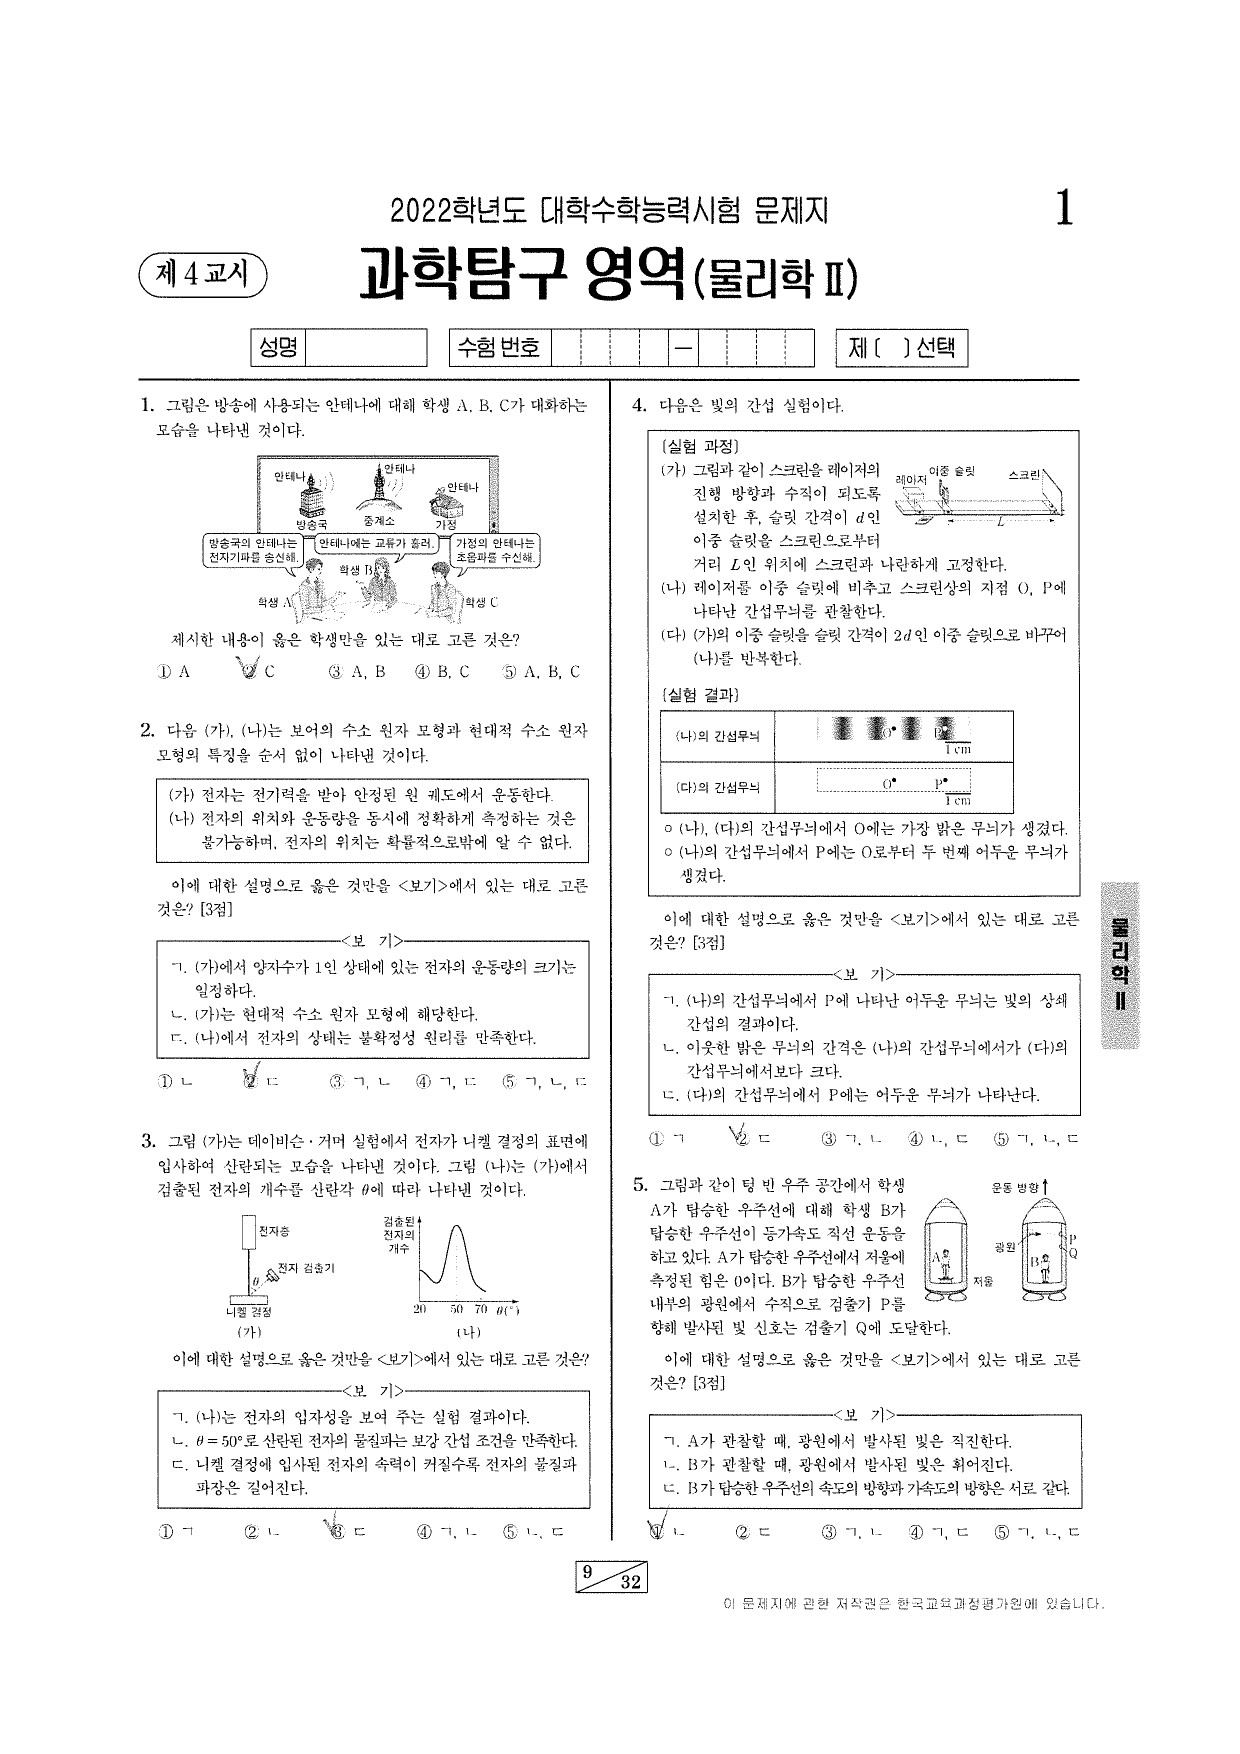 2022학년도 대학수학능력시험 문제지
1
제 4 교시
과학탐구 영역(물리학 Ⅱ)
성명
수험 번호
—
제 ( ) 선택
1. 그림은 방송에 사용되는 안테나에 대해 학생 A, B, C가 대화하는
모습을 나타낸 것이다.
안테나
안테나
안테나
방송국
중계소
가정
방송국의 안테나는
전자기파를 송신해.
안테나에는 교류가 흘러.
가정의 안테나는
초음파를 수신해.
학생 A
학생 B
학생 C
제시한 내용이 옳은 학생만을 있는 대로 고른 것은?
① A ② C ③ A, B ④ B, C ⑤ A, B, C
2. 다음 (가), (나)는 보어의 수소 원자 모형과 현대적 수소 원자
모형의 특징을 순서 없이 나타낸 것이다.
(가) 전자는 전기력을 받아 안정된 원 궤도에서 운동한다.
(나) 전자의 위치와 운동량을 동시에 정확하게 측정하는 것은
불가능하며, 전자의 위치는 확률적으로밖에 알 수 없다.
이에 대한 설명으로 옳은 것만을 <보기>에서 있는 대로 고른
것은? [3점]
<보 기>
ㄱ. (가)에서 양자수가 1인 상태에 있는 전자의 운동량의 크기는
일정하다.
ㄴ. (가)는 현대적 수소 원자 모형에 해당한다.
ㄷ. (나)에서 전자의 상태는 불확정성 원리를 만족한다.
① ㄴ ② ㄷ ③ ㄱ, ㄴ ④ ㄱ, ㄷ ⑤ ㄱ, ㄴ, ㄷ
3. 그림 (가)는 데이비슨·거머 실험에서 전자가 니켈 결정의 표면에
입사하여 산란되는 모습을 나타낸 것이다. 그림 (나)는 (가)에서
검출된 전자의 개수를 산란각 θ에 따라 나타낸 것이다.
전자총
전자 검출기
θ
니켈 결정
(가)
검출된
전자의
개수
20 50 70 θ(°)
(나)
이에 대한 설명으로 옳은 것만을 <보기>에서 있는 대로 고른 것은?
<보 기>
ㄱ. (나)는 전자의 입자성을 보여 주는 실험 결과이다.
ㄴ. θ=50°로 산란된 전자의 물질파는 보강 간섭 조건을 만족한다.
ㄷ. 니켈 결정에 입사된 전자의 속력이 커질수록 전자의 물질파
파장은 길어진다.
① ㄱ ② ㄴ ③ ㄷ ④ ㄱ, ㄴ ⑤ ㄴ, ㄷ
4. 다음은 빛의 간섭 실험이다.
[실험 과정]
(가) 그림과 같이 스크린을 레이저의
진행 방향과 수직이 되도록
설치한 후, 슬릿 간격이 d인
이중 슬릿을 스크린으로부터
거리 L인 위치에 스크린과 나란하게 고정한다.
레이저
이중 슬릿
스크린
L
(나) 레이저를 이중 슬릿에 비추고 스크린상의 지점 O, P에
나타난 간섭무늬를 관찰한다.
(다) (가)의 이중 슬릿을 슬릿 간격이 2d인 이중 슬릿으로 바꾸어
(나)를 반복한다.
[실험 결과]
(나)의 간섭무늬
O P
1 cm
(다)의 간섭무늬
O P
1 cm
○ (나), (다)의 간섭무늬에서 O에는 가장 밝은 무늬가 생겼다.
○ (나)의 간섭무늬에서 P에는 O로부터 두 번째 어두운 무늬가
생겼다.
이에 대한 설명으로 옳은 것만을 <보기>에서 있는 대로 고른
것은? [3점]
<보 기>
ㄱ. (나)의 간섭무늬에서 P에 나타난 어두운 무늬는 빛의 상쇄
간섭의 결과이다.
ㄴ. 이웃한 밝은 무늬의 간격은 (나)의 간섭무늬에서가 (다)의
간섭무늬에서보다 크다.
ㄷ. (다)의 간섭무늬에서 P에는 어두운 무늬가 나타난다.
① ㄱ ② ㄷ ③ ㄱ, ㄴ ④ ㄴ, ㄷ ⑤ ㄱ, ㄴ, ㄷ
5. 그림과 같이 텅 빈 우주 공간에서 학생
A가 탑승한 우주선에 대해 학생 B가
탑승한 우주선이 등가속도 직선 운동을
하고 있다. A가 탑승한 우주선에서 저울에
측정된 힘은 0이다. B가 탑승한 우주선
내부의 광원에서 수직으로 검출기 P를
향해 발사된 빛 신호는 검출기 Q에 도달한다.
운동 방향
광원
P
Q
A
B
저울
이에 대한 설명으로 옳은 것만을 <보기>에서 있는 대로 고른
것은? [3점]
<보 기>
ㄱ. A가 관찰할 때, 광원에서 발사된 빛은 직진한다.
ㄴ. B가 관찰할 때, 광원에서 발사된 빛은 휘어진다.
ㄷ. B가 탑승한 우주선의 속도의 방향과 가속도의 방향은 서로 같다.
① ㄴ ② ㄷ ③ ㄱ, ㄴ ④ ㄱ, ㄷ ⑤ ㄱ, ㄴ, ㄷ
물리학Ⅱ
9
32
이 문제지에 관한 저작권은 한국교육과정평가원에 있습니다.